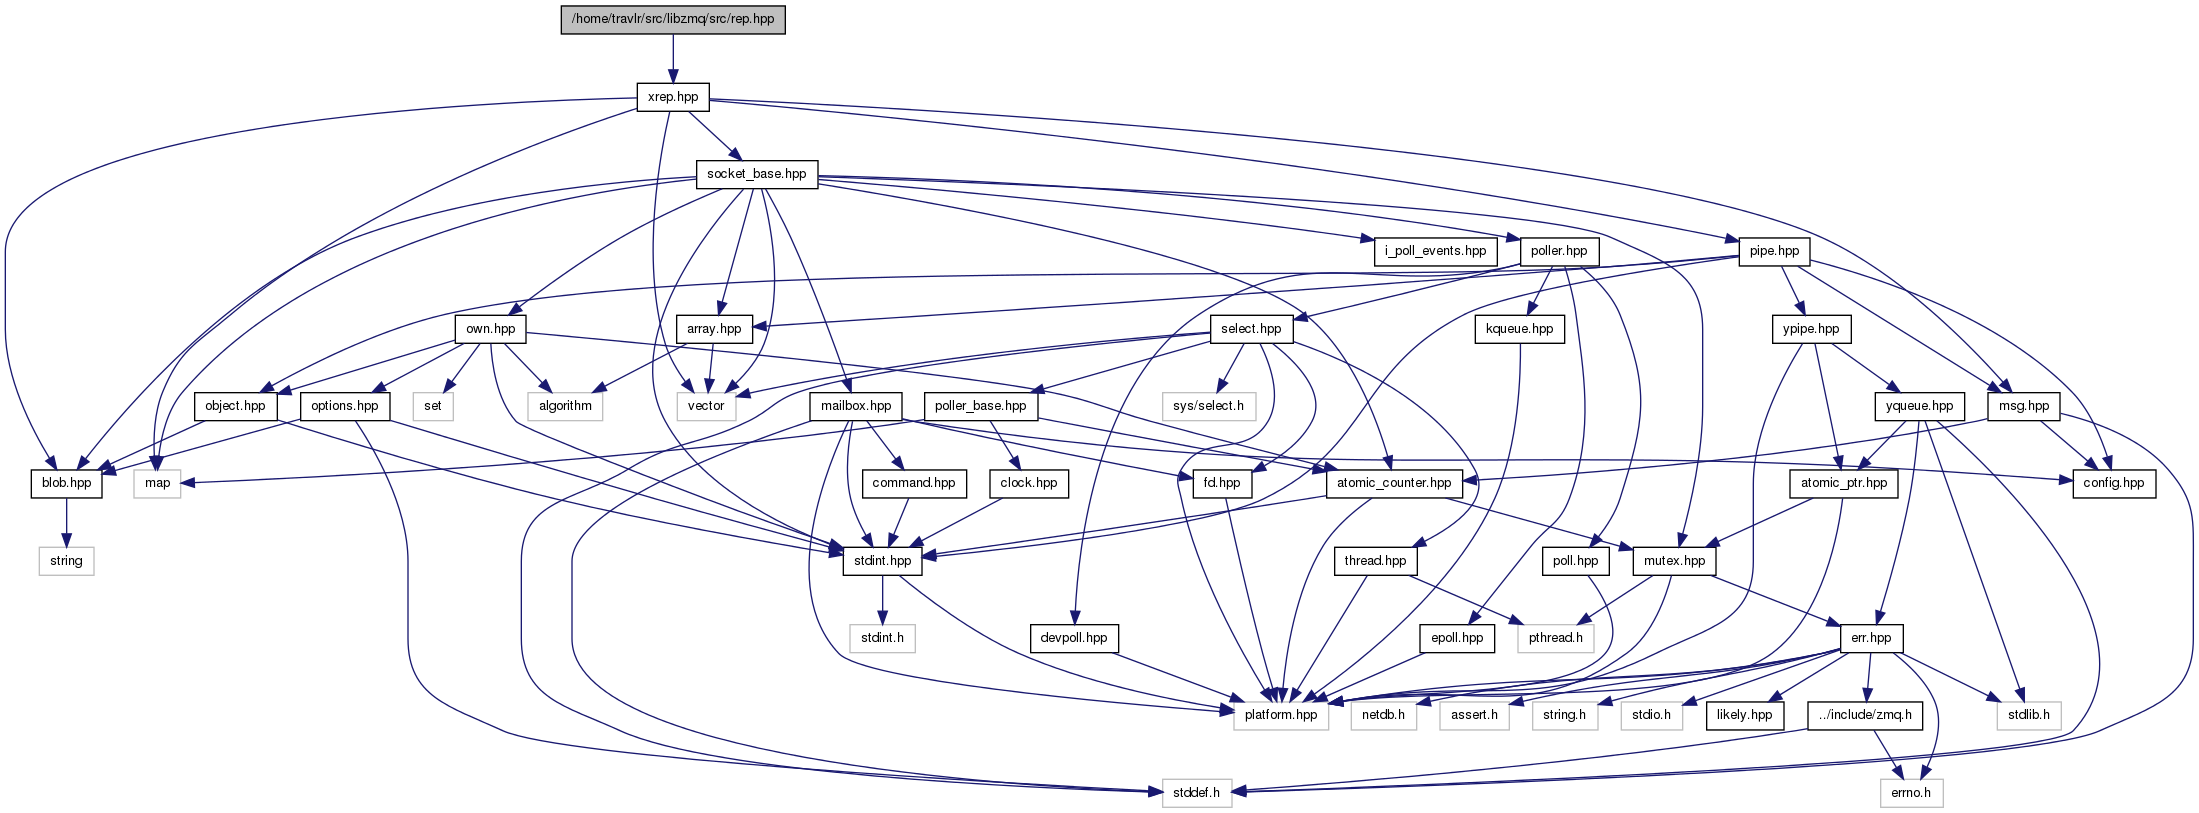 /home/travlr/src/libzmq/src/rep.hpp
xrep.hpp
socket_base.hpp
i_poll_events.hpp
poller.hpp
pipe.hpp
own.hpp
array.hpp
select.hpp
kqueue.hpp
ypipe.hpp
object.hpp
options.hpp
set
algorithm
vector
mailbox.hpp
poller_base.hpp
sys/select.h
yqueue.hpp
msg.hpp
blob.hpp
map
command.hpp
clock.hpp
fd.hpp
atomic_counter.hpp
atomic_ptr.hpp
config.hpp
string
stdint.hpp
thread.hpp
poll.hpp
mutex.hpp
stdint.h
devpoll.hpp
epoll.hpp
pthread.h
err.hpp
platform.hpp
netdb.h
assert.h
string.h
stdio.h
likely.hpp
../include/zmq.h
stdlib.h
stddef.h
errno.h